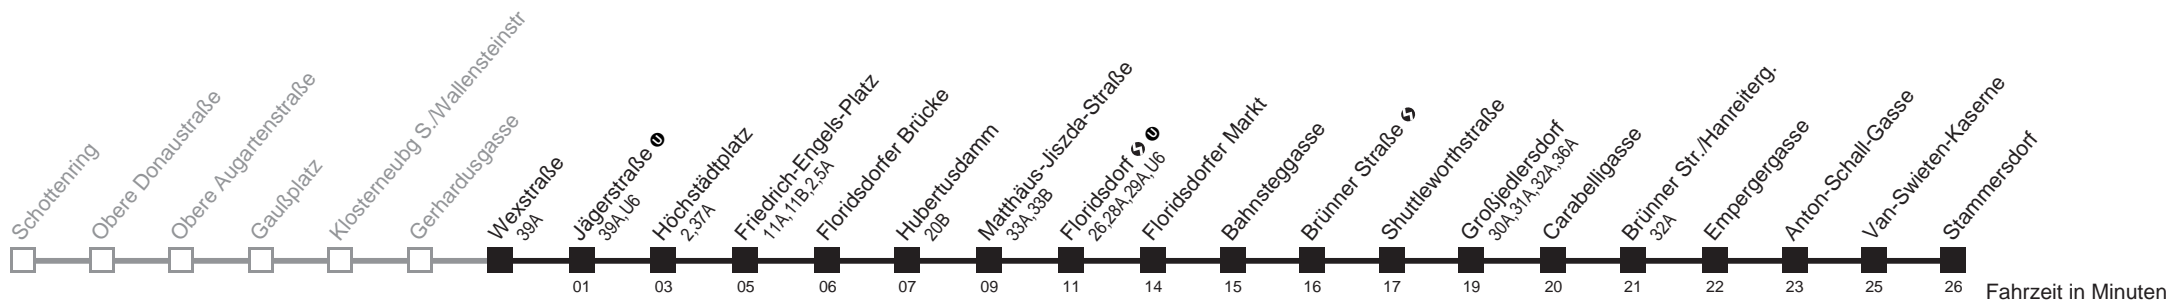 Schottenring
Obere Donaustraße
Obere Augartenstraße
Gaußplatz
Klosterneubg S./Wallensteinstr
Gerhardusgasse
Wexstraße
39A
Jägerstraße U
39A,U6
Höchstädtplatz
2,37A
Friedrich-Engels-Platz
11A,11B,2,5A
Floridsdorfer Brücke
Hubertusdamm
20B
Matthäus-Jiszda-Straße
33A,33B
Floridsdorf S U
26,28A,29A,U6
Floridsdorfer Markt
Bahnsteggasse
Brünner Straße S
Shuttleworthstraße
Großjedlersdorf
30A,31A,32A,36A
Carabelligasse
Brünner Str./Hanreiterg.
32A
Empergergasse
Anton-Schall-Gasse
Van-Swieten-Kaserne
Stammersdorf
01 03 05 06 07 09 11 14 15 16 17 19 20 21 22 23 25 26 Fahrzeit in Minuten